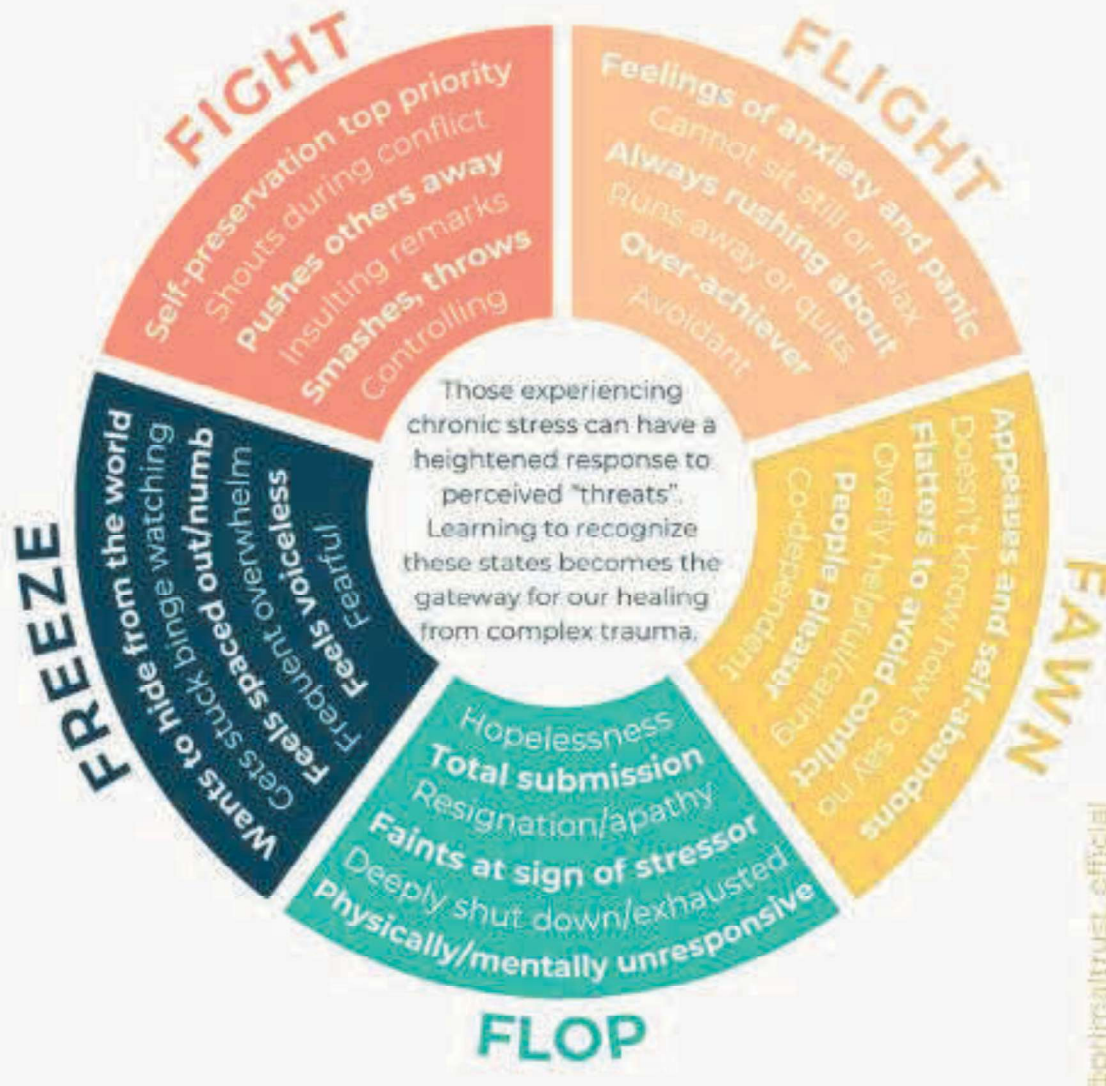 FIGHT
Self-preservation top priority
Shouts during conflict
Pushes others away
Insulting remarks
Smashes, throws
Controlling
FLIGHT
Feelings of anxiety and panic
Cannot sit still or relax
Always rushing about
Runs away or quits
Over-achiever
Avoidant
FAWN
Appeases and self-abandons
Doesn't know how to say no
Flatters to avoid conflict
Overly helpful/caring
People pleaser
Co-dependent
FLOP
Hopelessness
Total submission
Resignation/apathy
Faints at sign of stressor
Deeply shut down/exhausted
Physically/mentally unresponsive
FREEZE
Wants to hide from the world
Gets stuck binge watching
Feels spaced out/numb
Frequent overwhelm
Feels voiceless
Fearful
Those experiencing
chronic stress can have a
heightened response to
perceived "threats".
Learning to recognize
these states becomes the
gateway for our healing
from complex trauma.